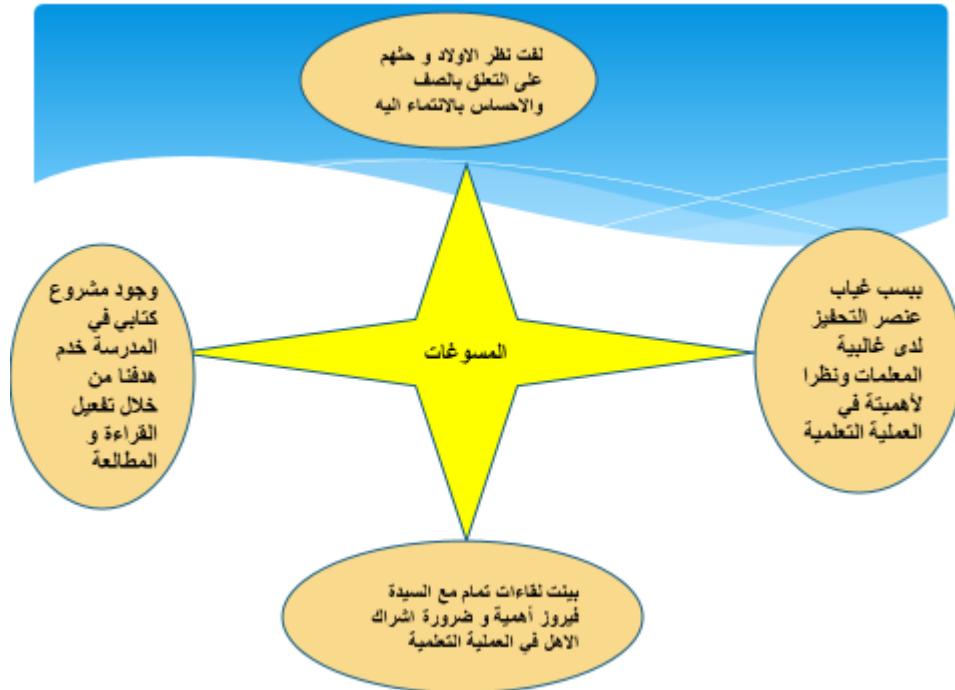 لفت نظر الاولاد و حثهم
على التعلق بالصف
والاحساس بالانتماء اليه
ببسب غياب
عنصر التحفيز
لدى غالبية
المعلمات ونظرا
لأهميتة في
العملية التعلمية
المسوغات
وجود مشروع
كتابي في
المدرسة خدم
هدفنا من
خلال تفعيل
القراءة و
المطالعة
بينت لقاءات تمام مع السيدة
فيروز أهمية و ضرورة اشراك
الاهل في العملية التعلمية